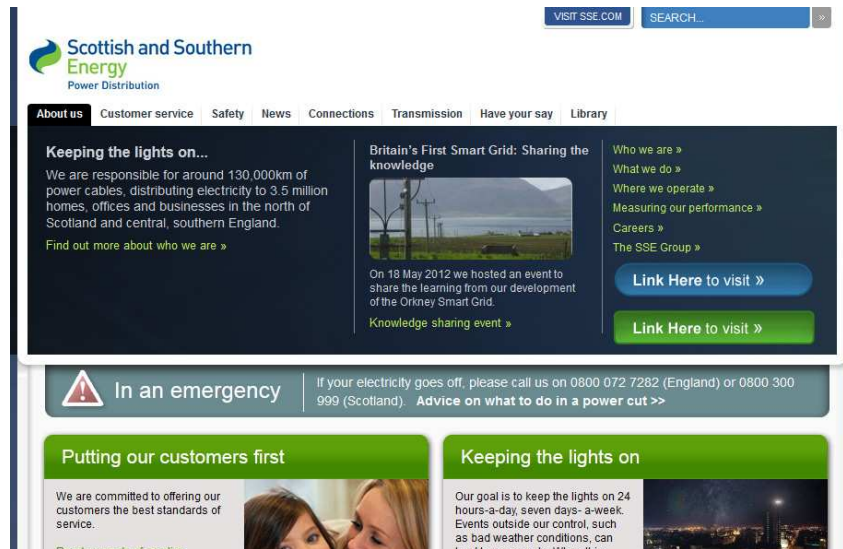 VISIT SSE.COM
SEARCH...
»
Scottish and Southern
Energy
Power Distribution
About us
Customer service
Safety
News
Connections
Transmission
Have your say
Library
Keeping the lights on...
We are responsible for around 130,000km of
power cables, distributing electricity to 3.5 million
homes, offices and businesses in the north of
Scotland and central, southern England.
Find out more about who we are »
Britain's First Smart Grid: Sharing the
knowledge
On 18 May 2012 we hosted an event to
share the learning from our development
of the Orkney Smart Grid.
Knowledge sharing event »
Who we are »
What we do »
Where we operate »
Measuring our performance »
Careers »
The SSE Group »
Link Here to visit »
Link Here to visit »
In an emergency
If your electricity goes off, please call us on 0800 072 7282 (England) or 0800 300
999 (Scotland). Advice on what to do in a power cut >>
Putting our customers first
We are committed to offering our
customers the best standards of
service.
Keeping the lights on
Our goal is to keep the lights on 24
hours-a-day, seven days- a-week.
Events outside our control, such
as bad weather conditions, can